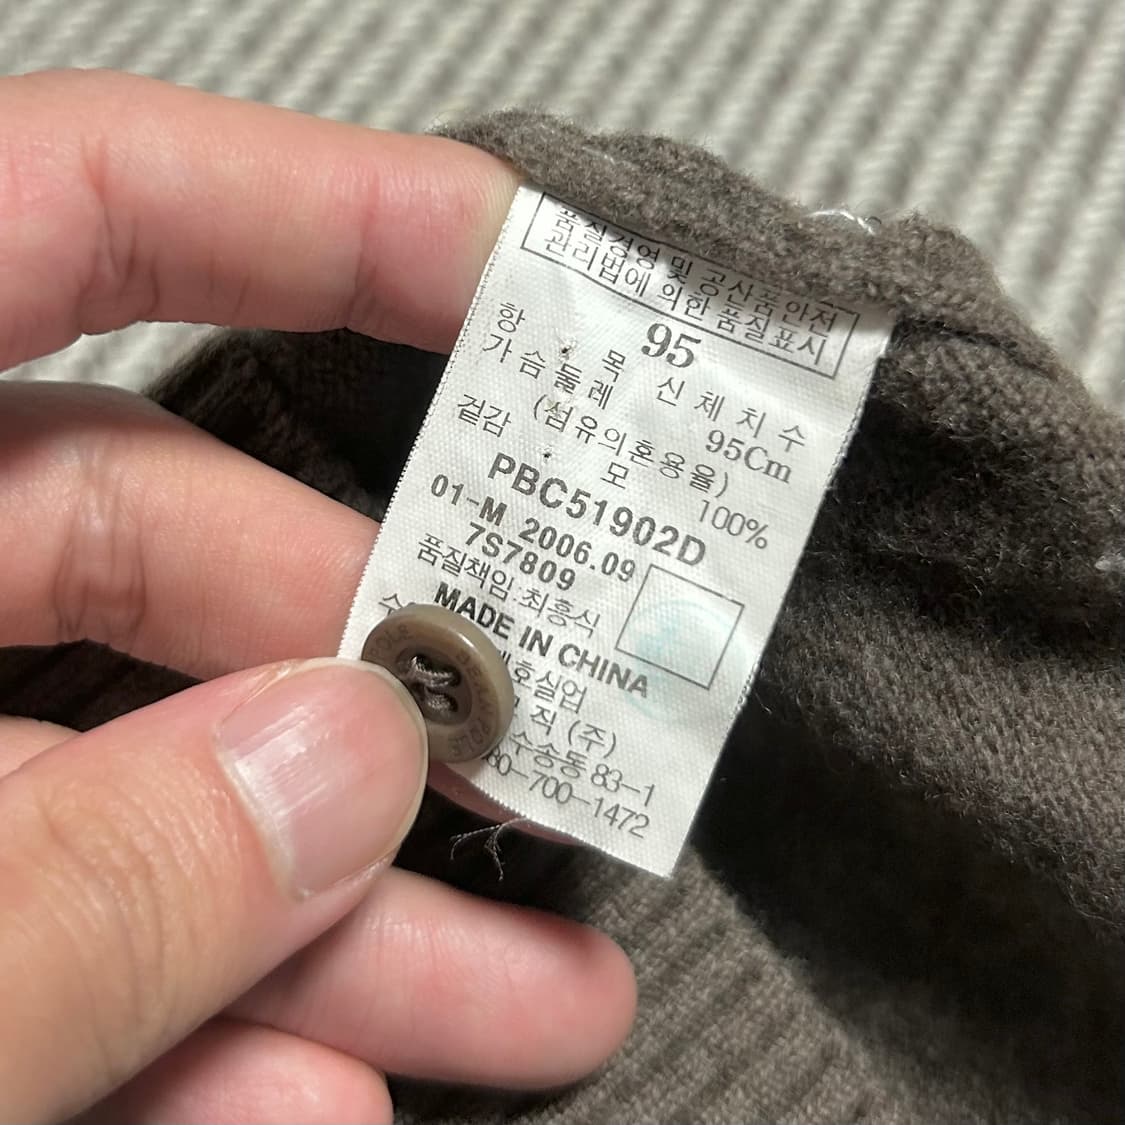 품질경영 및 공산품안전
관리법에 의한 품질표시
95
항 목 신 체 치 수
가 슴 둘 레 95Cm
(섬유의혼용율)
겉감 모 100%
PBC51902D
01-M 2006.09
7S7809
품질책임:최홍식
MADE IN CHINA
수
호실업
직 (주)
수송동 83-1
80-700-1472